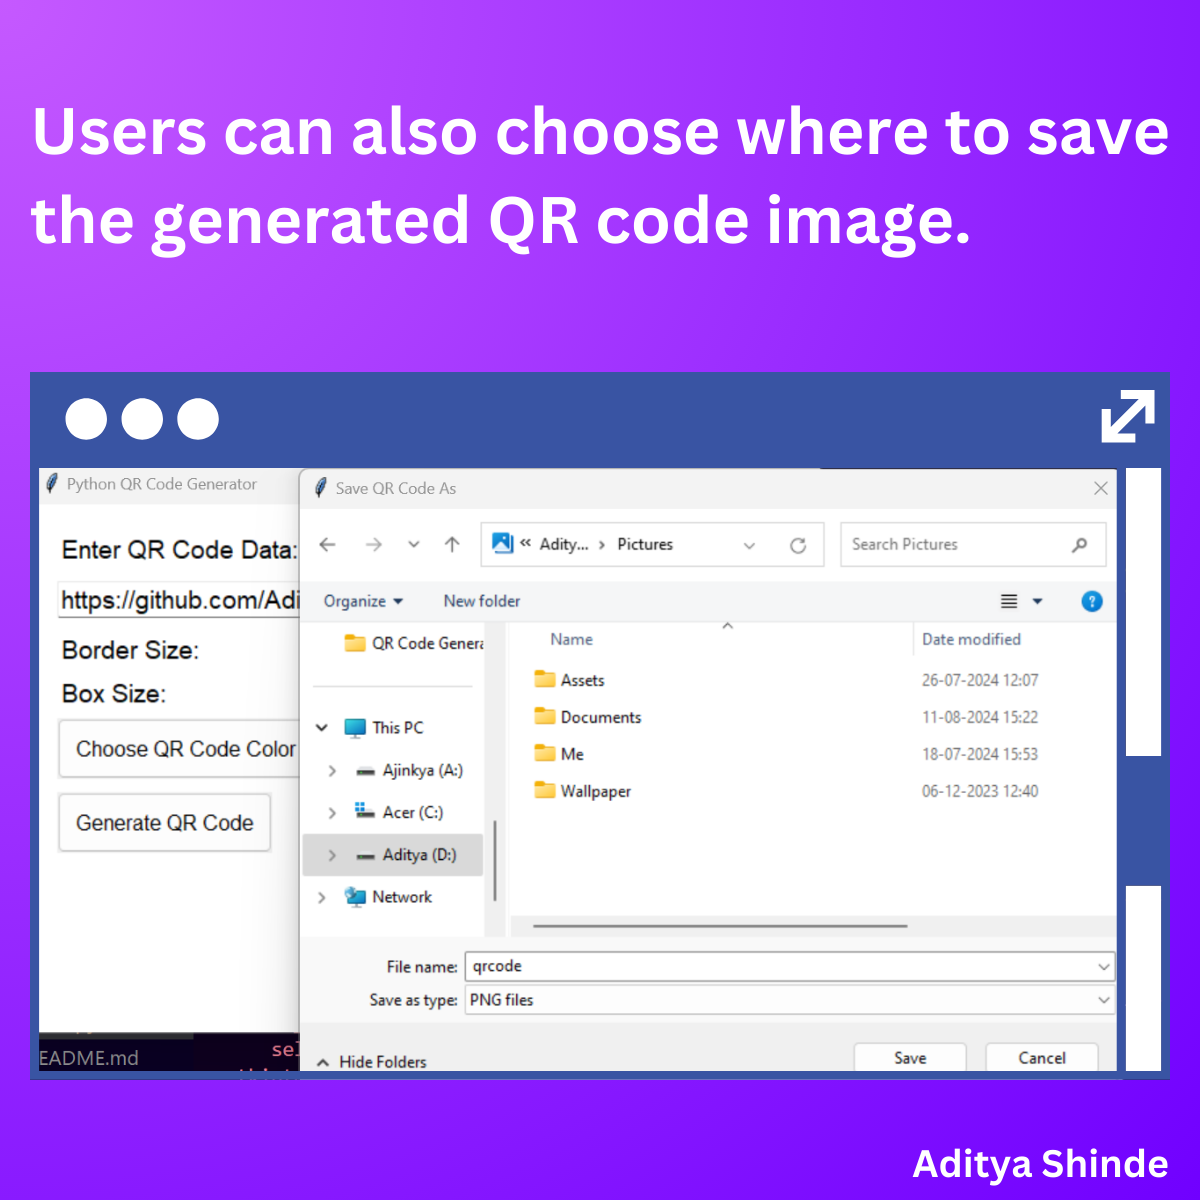 Users can also choose where to save
the generated QR code image.
Python QR Code Generator
Enter QR Code Data:
https://github.com/Adi
Border Size:
Box Size:
Choose QR Code Color
Generate QR Code
EADME.md
sel
Save QR Code As
« Adity... > Pictures
Search Pictures
Organize
New folder
?
QR Code Genera
This PC
Ajinkya (A:)
Acer (C:)
Aditya (D:)
Network
Name Date modified
Assets 26-07-2024 12:07
Documents 11-08-2024 15:22
Me 18-07-2024 15:53
Wallpaper 06-12-2023 12:40
File name: qrcode
Save as type: PNG files
Hide Folders
Save
Cancel
Aditya Shinde